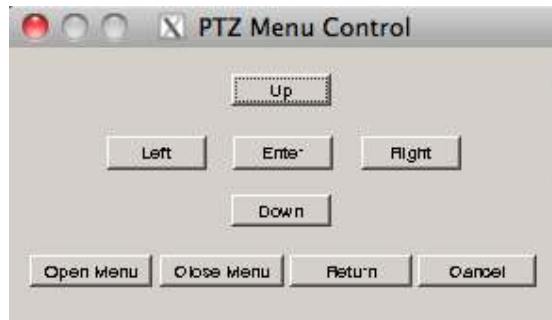 X PTZ Menu Control
Up
Left Enter Right
Down
Open Menu Close Menu Return Cancel